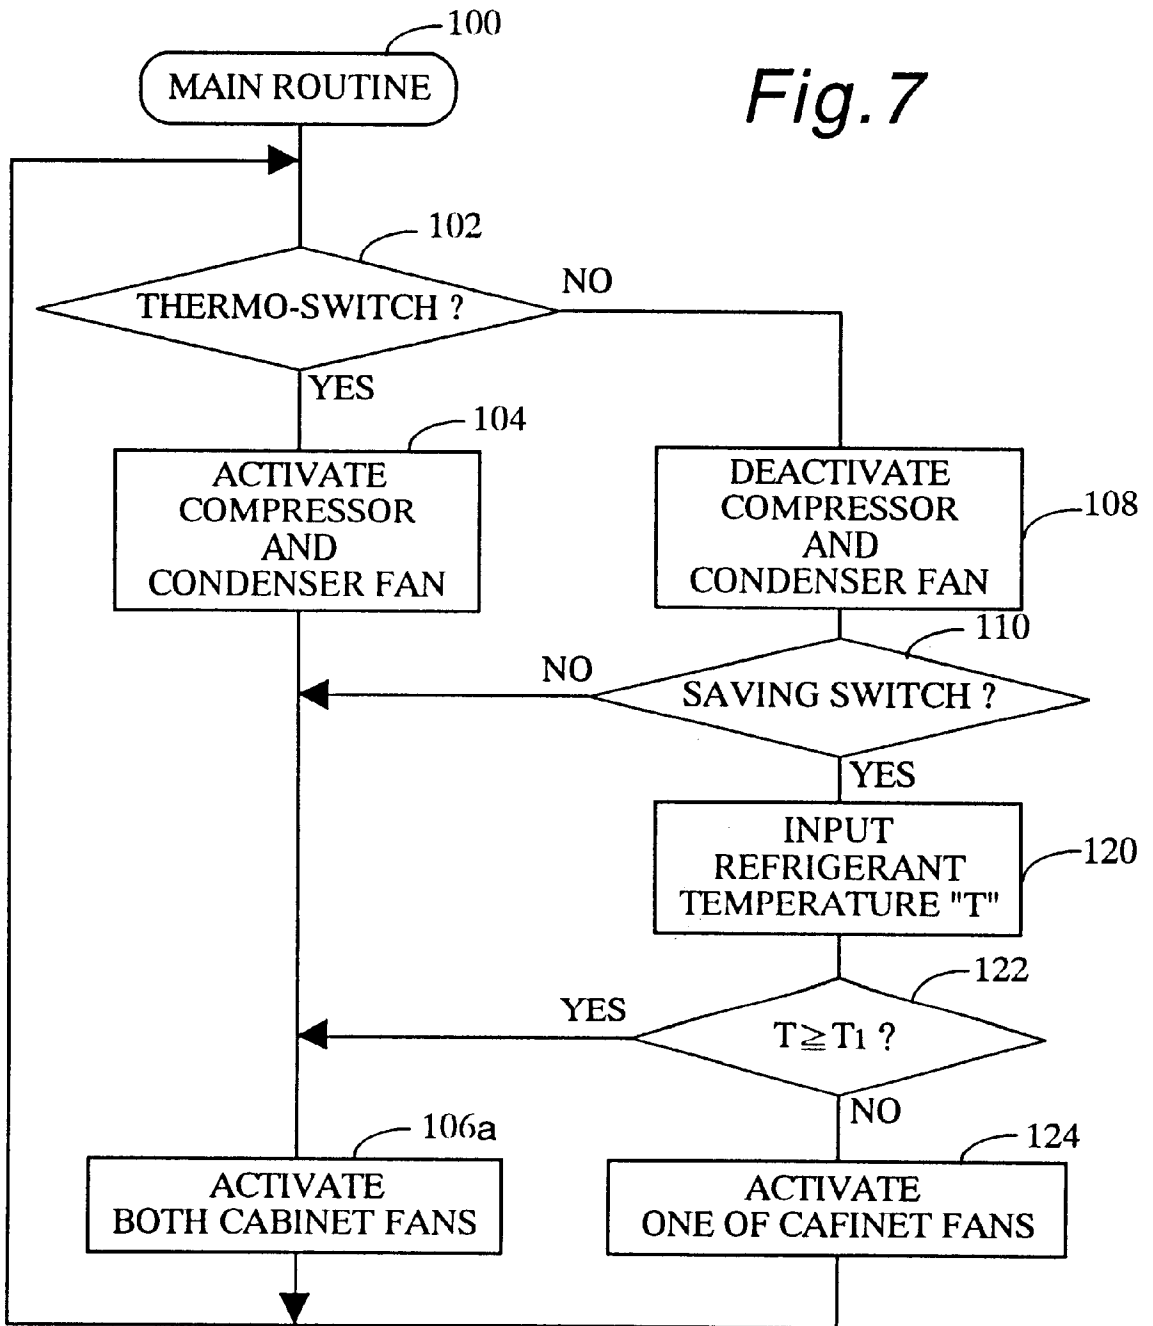 100
MAIN ROUTINE
Fig.7
102
THERMO-SWITCH ?
NO
YES
104
ACTIVATE
COMPRESSOR
AND
CONDENSER FAN
DEACTIVATE
COMPRESSOR
AND
CONDENSER FAN
108
110
NO
SAVING SWITCH ?
YES
INPUT
REFRIGERANT
TEMPERATURE "T"
120
122
YES
T≧T1 ?
NO
106a
ACTIVATE
BOTH CABINET FANS
124
ACTIVATE
ONE OF CAFINET FANS